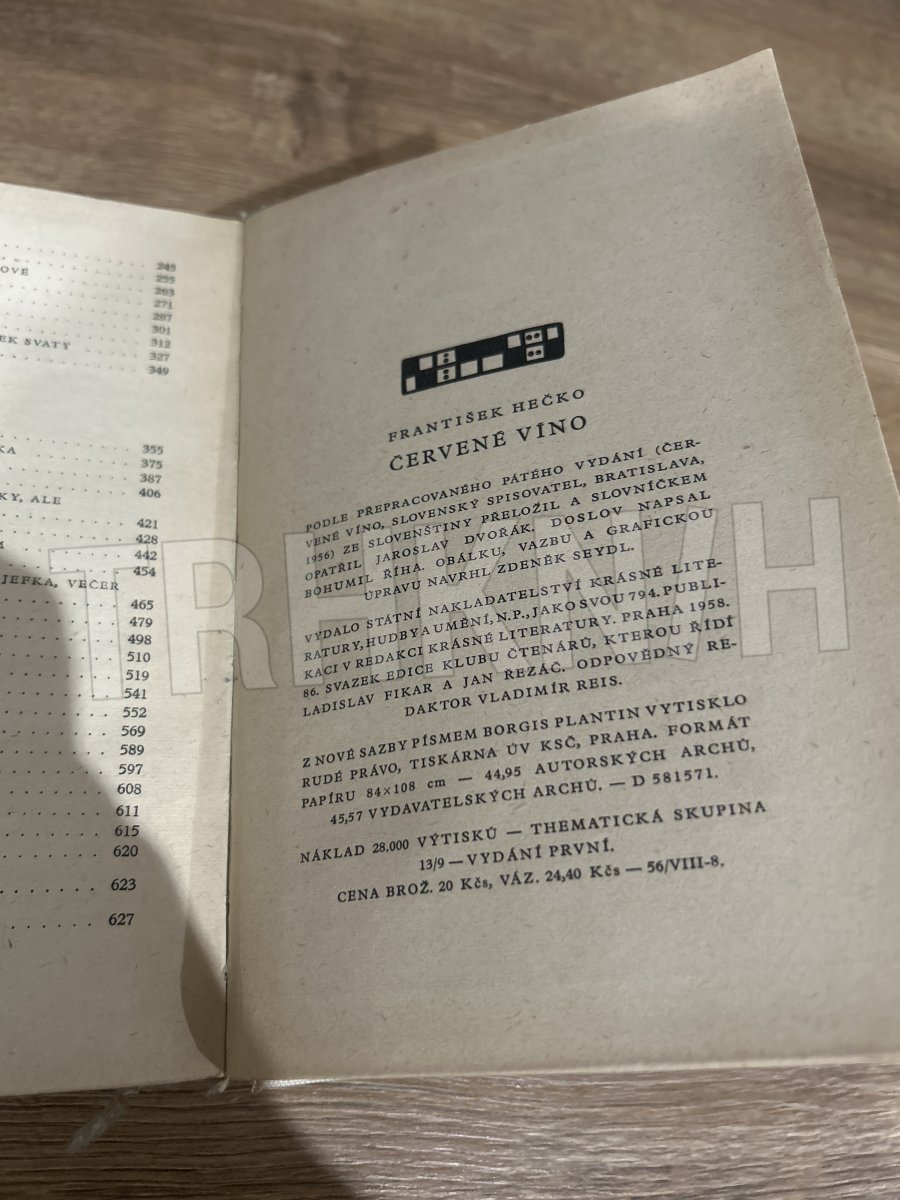 245
OVÉ
255
263
271
287
301
EK SVATÝ 312
327
349
KA 355
375
387
406
KY, ALE
421
428
M 442
454
JEFKA, VEČER
465
479
498
510
519
541
552
569
589
597
608
611
615
620
623
627
FRANTIŠEK HEČKO
ČERVENÉ VÍNO
PODLE PŘEPRACOVANÉHO PÁTÉHO VYDÁNÍ (ČER-
VENÉ VÍNO, SLOVENSKÝ SPISOVATEL, BRATISLAVA,
1956) ZE SLOVENŠTINY PŘELOŽIL A SLOVNÍČKEM
OPATŘIL JAROSLAV DVOŘÁK. DOSLOV NAPSAL
BOHUMIL ŘÍHA. OBÁLKU, VAZBU A GRAFICKOU
ÚPRAVU NAVRHL ZDENĚK SEYDL.
VYDALO STÁTNÍ NAKLADATELSTVÍ KRÁSNÉ LITE-
RATURY, HUDBY A UMĚNÍ, N.P., JAKO SVOU 794. PUBLI-
KACI V REDAKCI KRÁSNÉ LITERATURY. PRAHA 1958.
86. SVAZEK EDICE KLUBU ČTENÁŘŮ, KTEROU ŘÍDÍ
LADISLAV FIKAR A JAN ŘEZÁČ. ODPOVĚDNÝ RE-
DAKTOR VLADIMÍR REIS.
Z NOVÉ SAZBY PÍSMEM BORGIS PLANTIN VYTISKLO
RUDÉ PRÁVO, TISKÁRNA ÚV KSČ, PRAHA. FORMÁT
PAPÍRU 84×108 cm — 44,95 AUTORSKÝCH ARCHŮ,
45,57 VYDAVATELSKÝCH ARCHŮ. — D 581571.
NÁKLAD 28.000 VÝTISKŮ — THEMATICKÁ SKUPINA
13/9 — VYDÁNÍ PRVNÍ.
CENA BROŽ. 20 Kčs, VÁZ. 24,40 Kčs — 56/VIII-8.